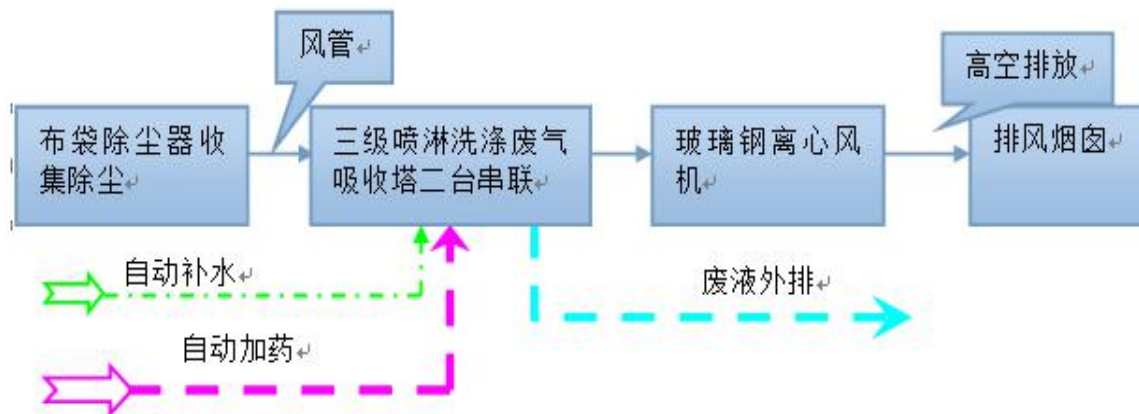 风管
高空排放
布袋除尘器收
集除尘
三级喷淋洗涤废气
吸收塔二台串联
玻璃钢离心风
机
排风烟囱
自动补水
废液外排
自动加药